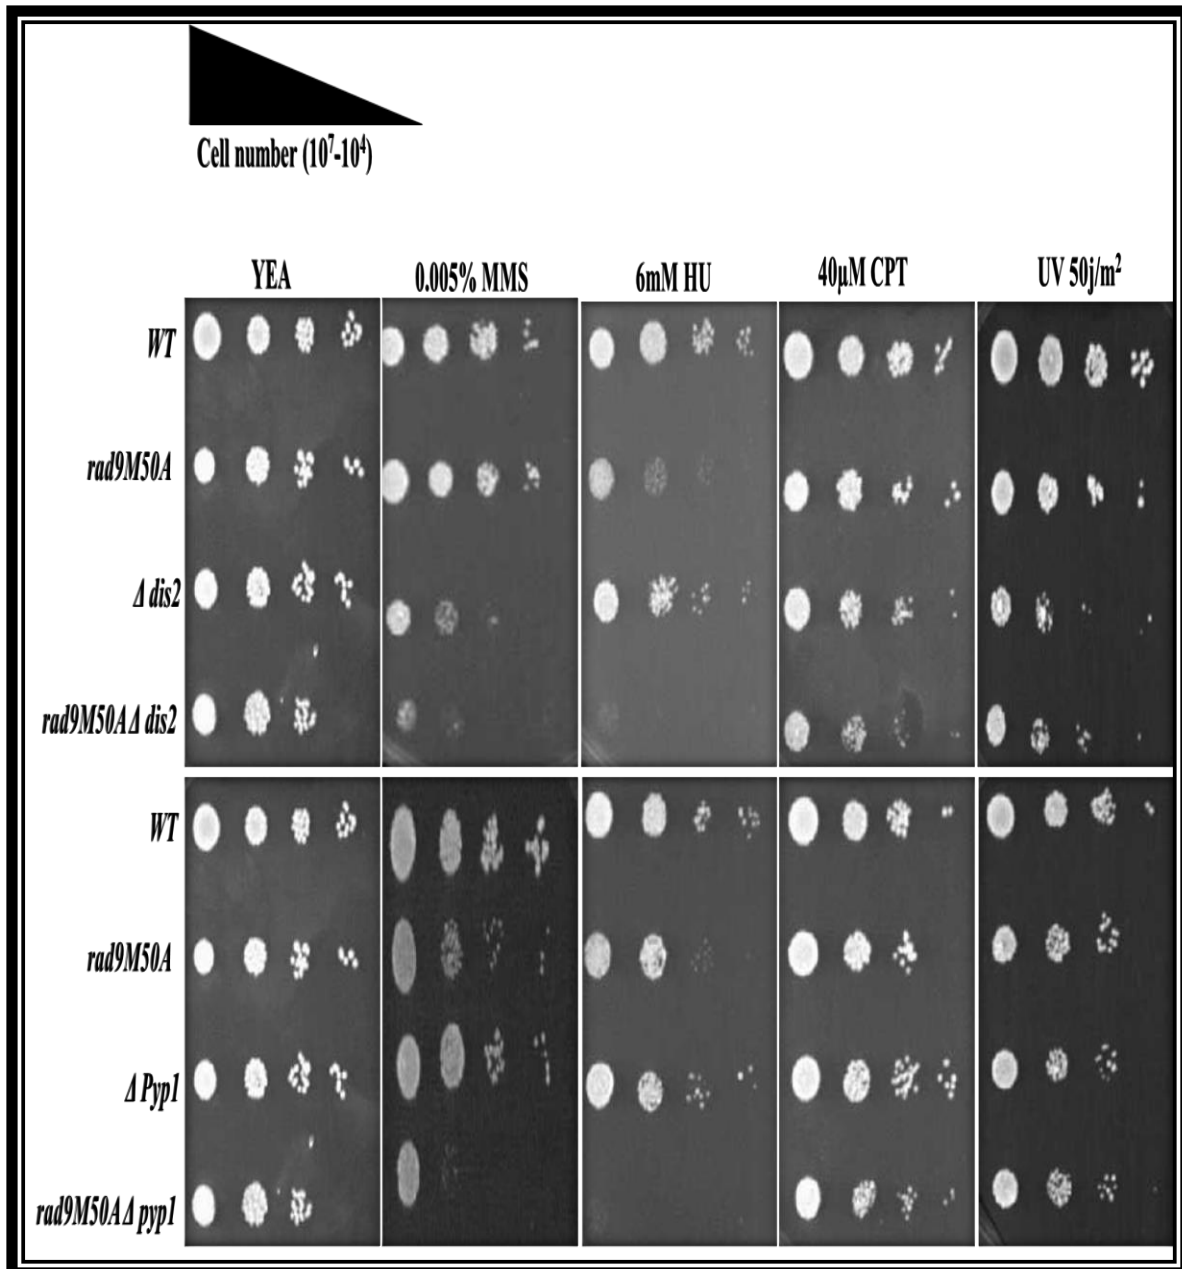 Cell number (10⁷-10⁴)
YEA 0.005% MMS 6mM HU 40µM CPT UV 50j/m²
WT
rad9M50A
Δ dis2
rad9M50AΔ dis2
WT
rad9M50A
Δ Pyp1
rad9M50AΔ pyp1